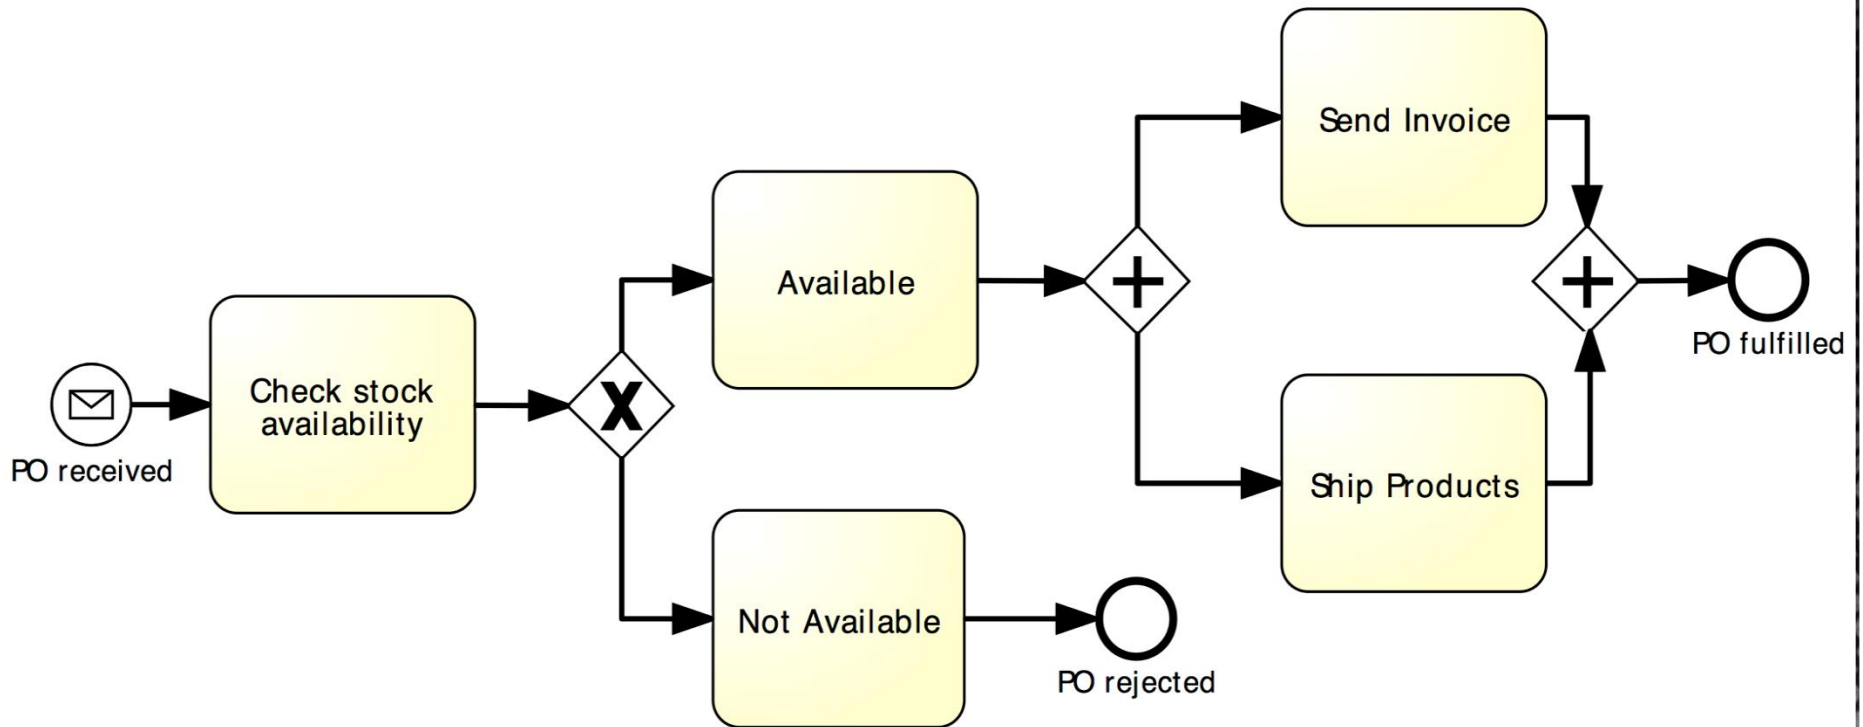 Send Invoice
Available
PO fulfilled
Check stock
availability
PO received
Ship Products
Not Available
PO rejected